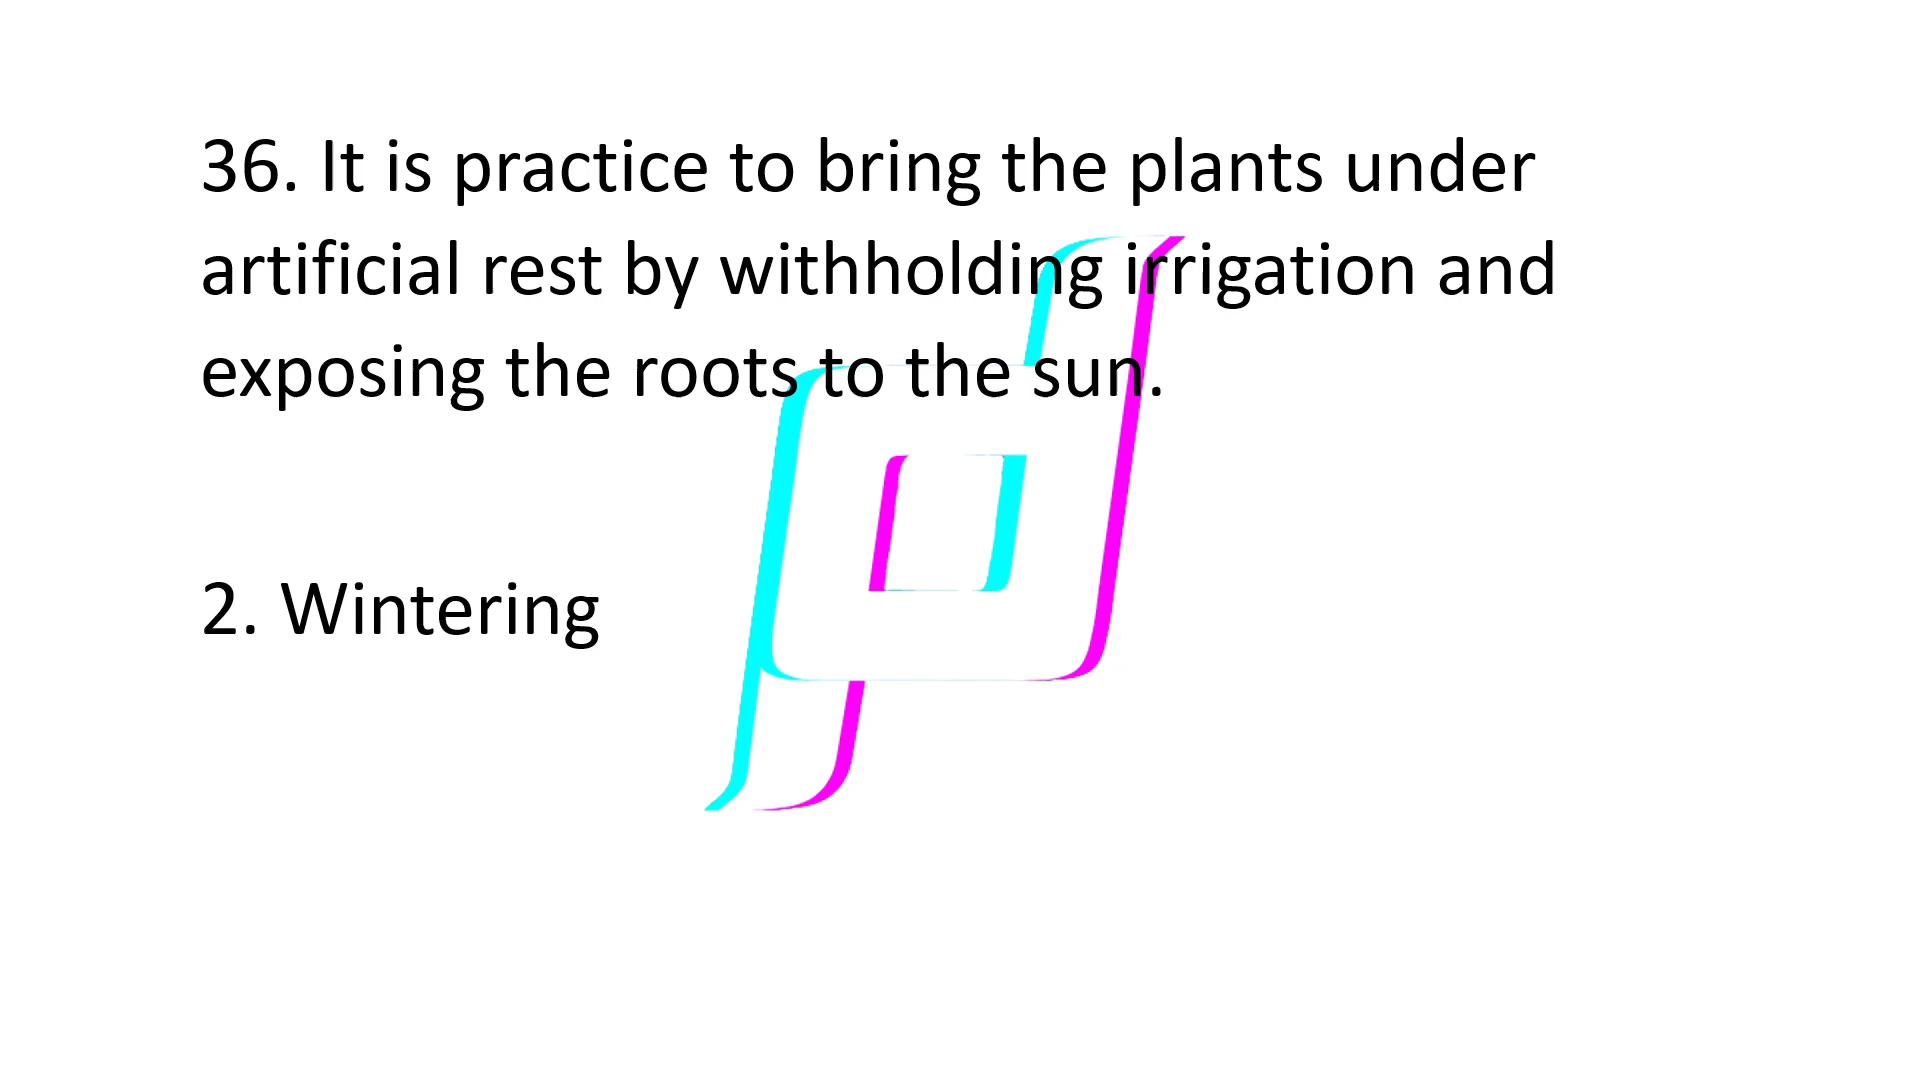 36. It is practice to bring the plants under
artificial rest by withholding irrigation and
exposing the roots to the sun.
2. Wintering